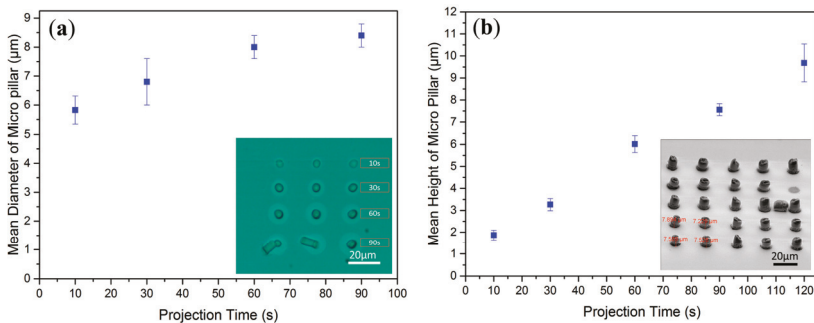 (a)
Mean Diameter of Micro pillar (μm)
9
8
7
6
5
4
3
2
1
0
10s
30s
60s
90s
20μm
0 10 20 30 40 50 60 70 80 90 100
Projection Time (s)
(b)
Mean Height of Micro Pillar (μm)
12
11
10
9
8
7
6
5
4
3
2
1
0
20μm
0 10 20 30 40 50 60 70 80 90 100 110 120
Projection Time (s)